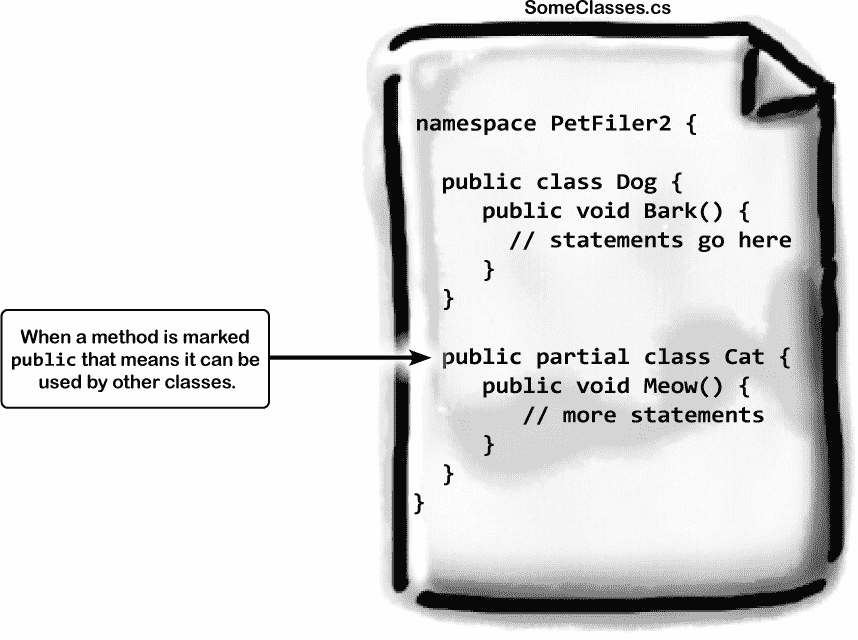 SomeClasses.cs
namespace PetFiler2 {
public class Dog {
public void Bark() {
// statements go here
}
}
When a method is marked
public that means it can be
used by other classes.
public partial class Cat {
public void Meow() {
// more statements
}
}
}